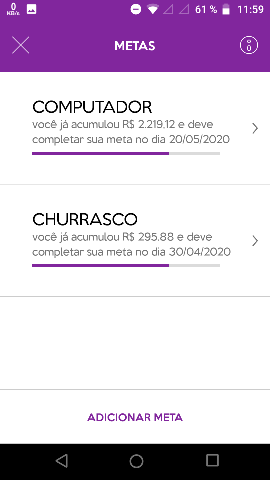 0
KB/s
61 %
11:59
METAS
COMPUTADOR
você já acumulou R$ 2.219,12 e deve
completar sua meta no dia 20/05/2020
CHURRASCO
você já acumulou R$ 295,88 e deve
completar sua meta no dia 30/04/2020
ADICIONAR META